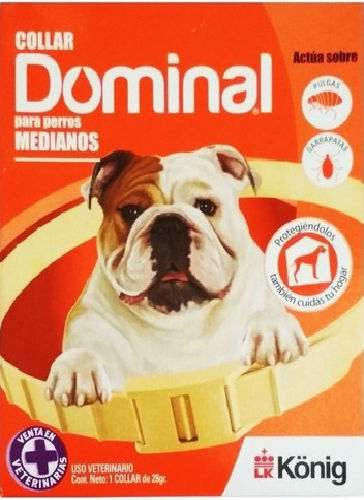 COLLAR
Dominal®
para perros
MEDIANOS
Actúa sobre
PULGAS
GARRAPATAS
Protegiéndolos
también cuidás tu hogar
VENTA EN
VETERINARIAS
USO VETERINARIO
Cont. Neto: 1 COLLAR de 28gr.
LK König